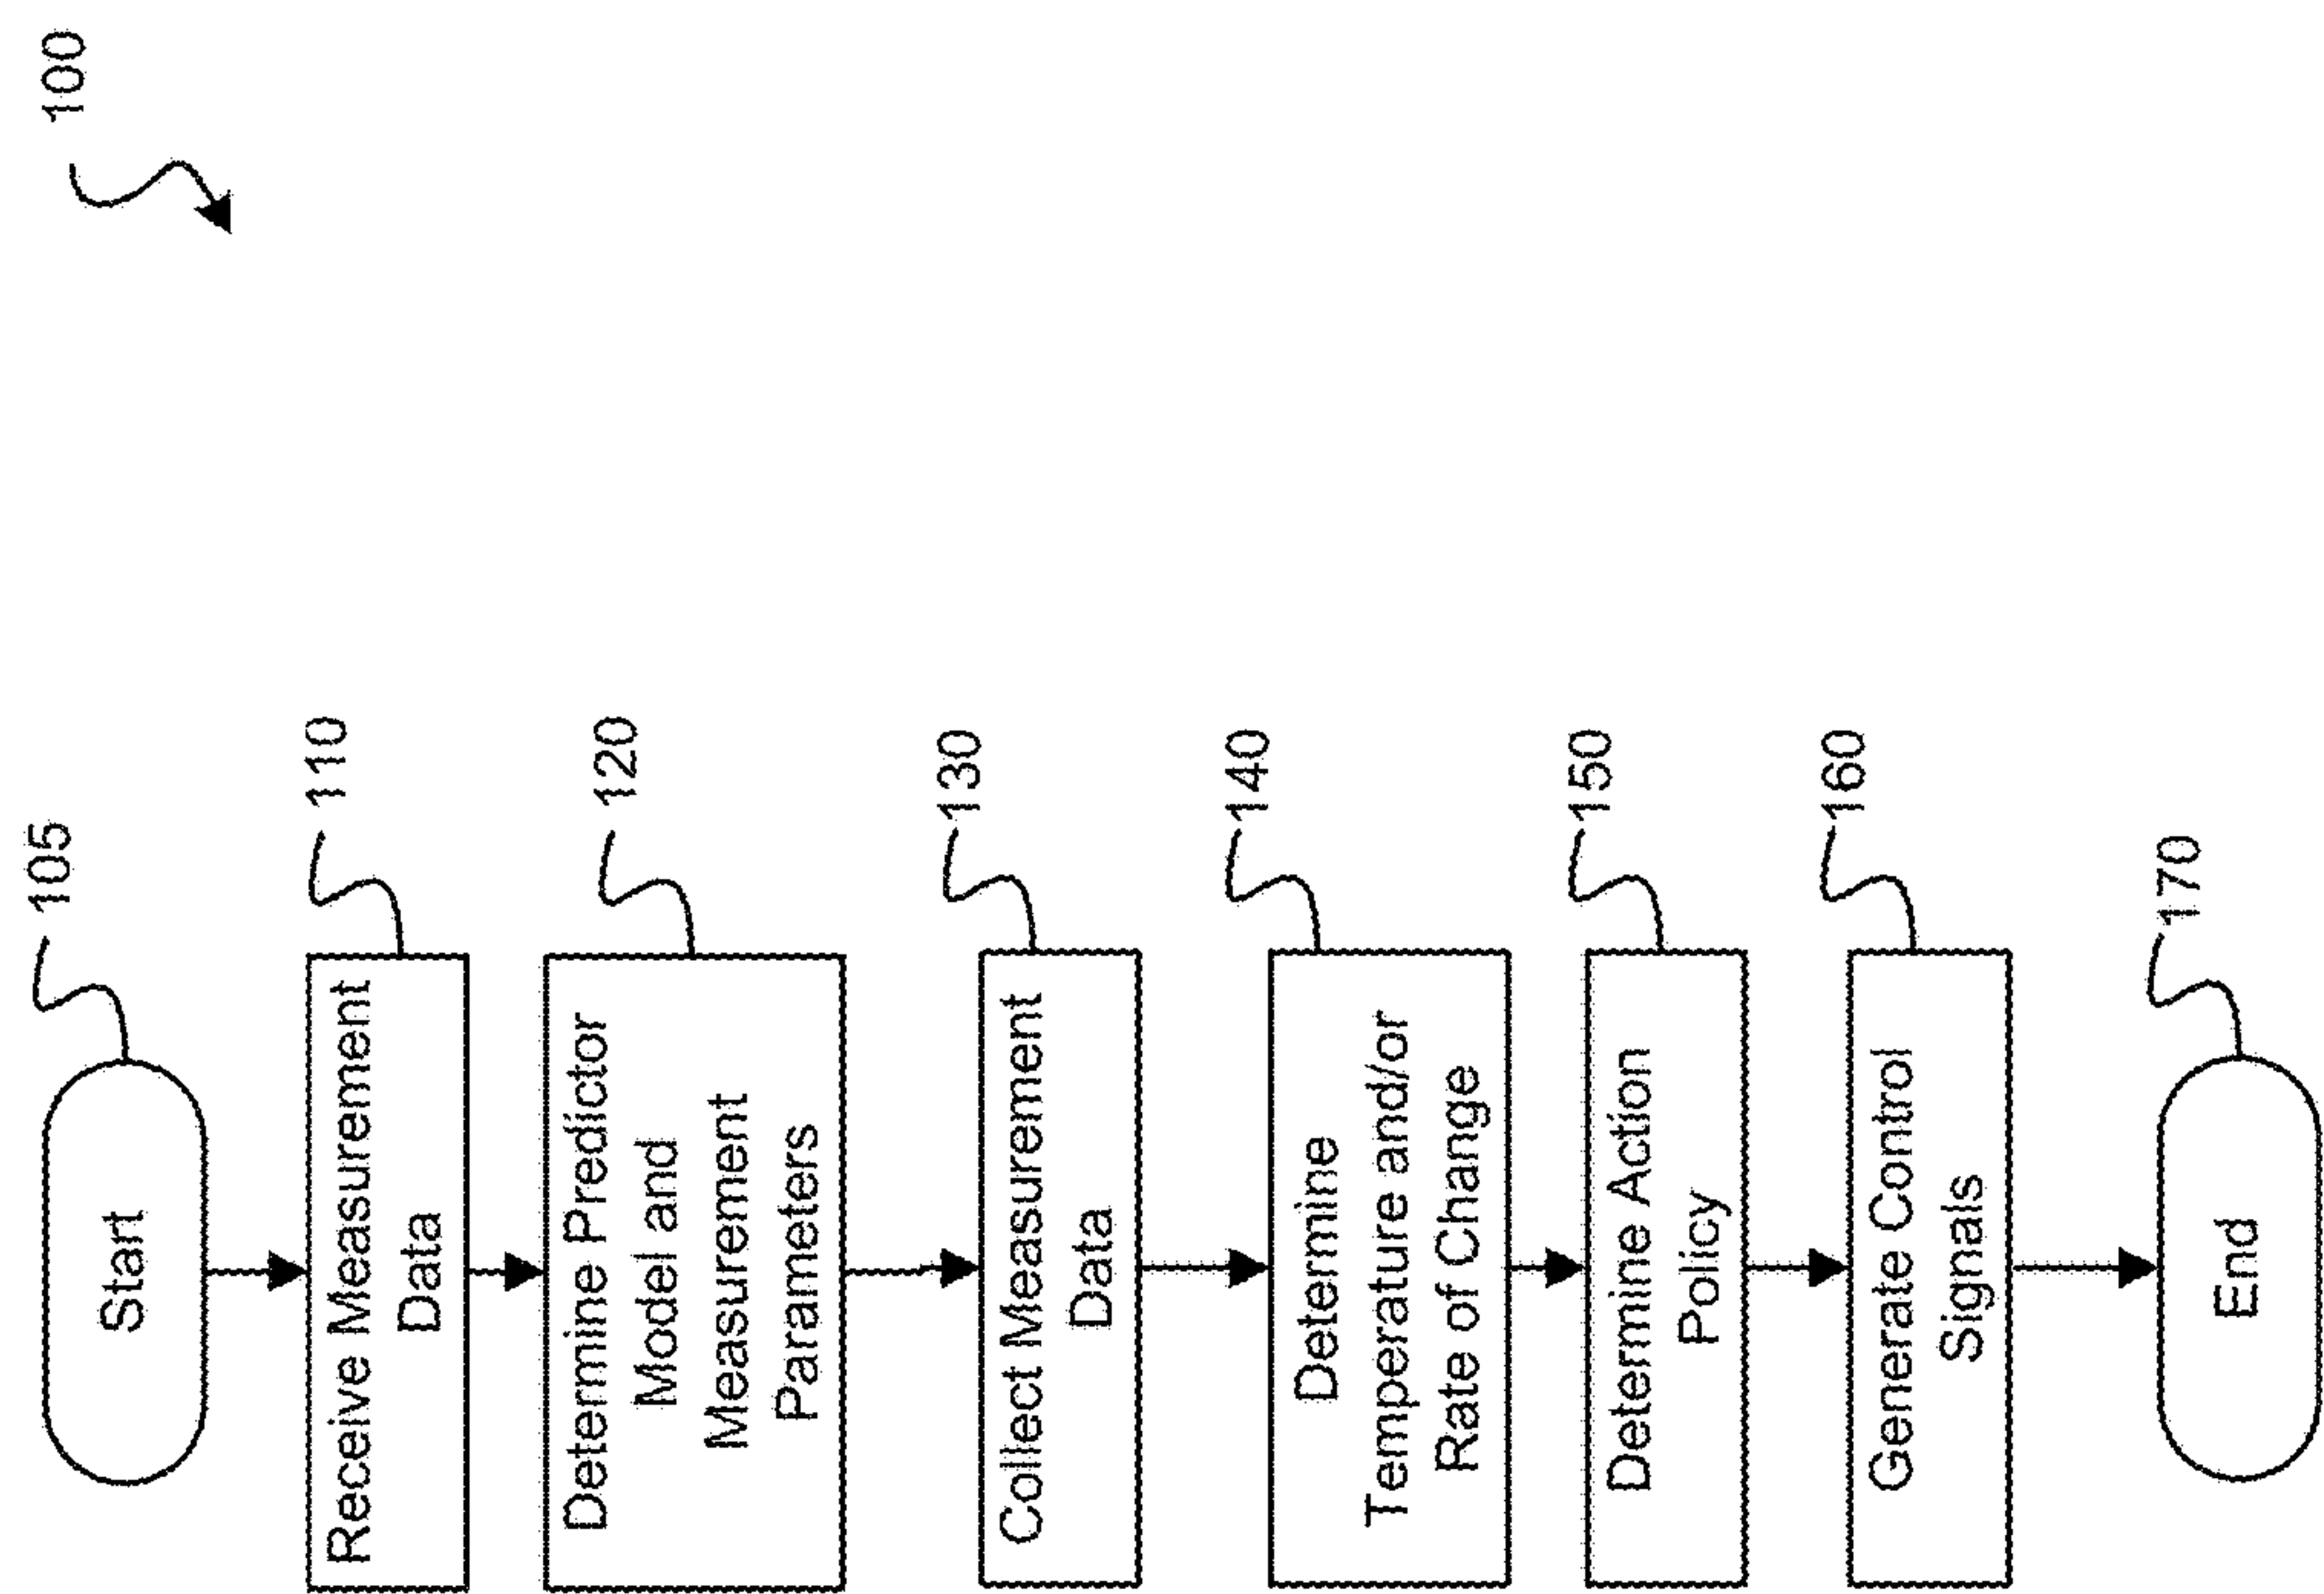 100
105
Start
110
Receive Measurement
Data
120
Determine Predictor
Model and
Measurement
Parameters
130
Collect Measurement
Data
140
Determine
Temperature and/or
Rate of Change
150
Determine Action
Policy
160
Generate Control
Signals
170
End